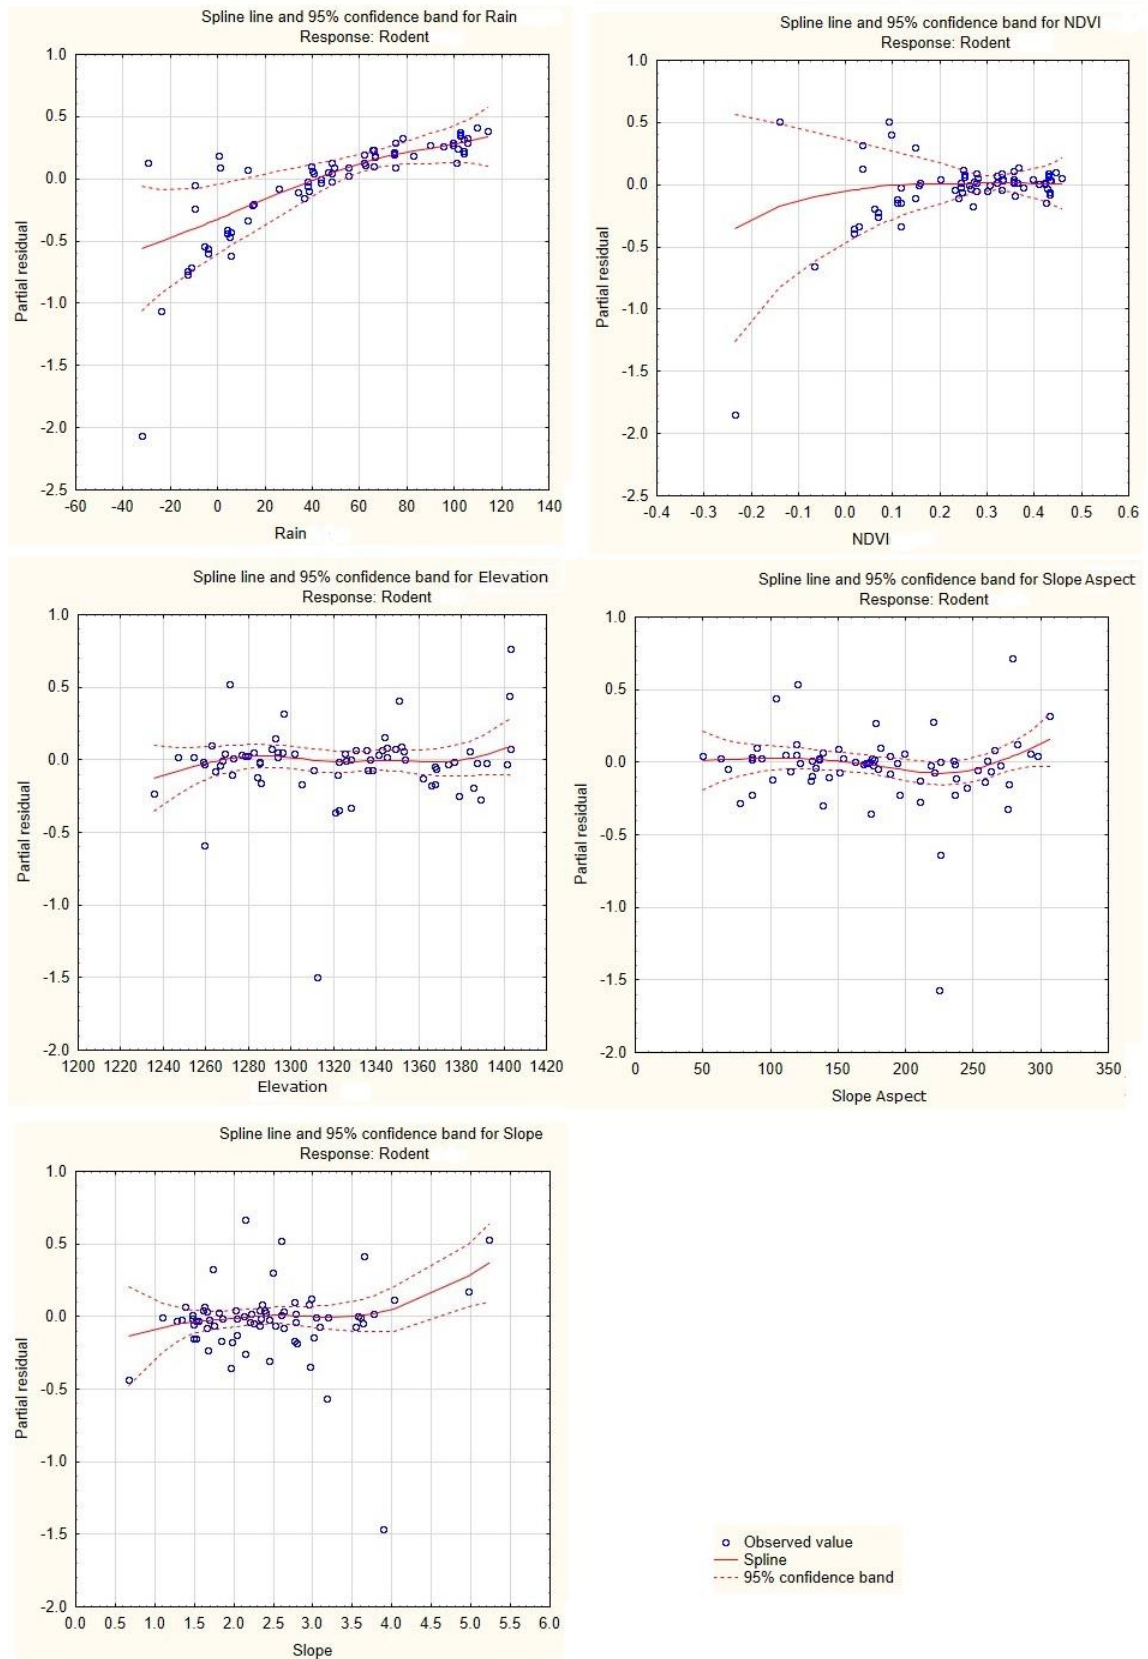 Spline line and 95% confidence band for Rain
Response: Rodent
1.0
0.5
0.0
-0.5
-1.0
-1.5
-2.0
-2.5
Partial residual
-60 -40 -20 0 20 40 60 80 100 120 140
Rain
Spline line and 95% confidence band for NDVI
Response: Rodent
1.0
0.5
0.0
-0.5
-1.0
-1.5
-2.0
-2.5
Partial residual
-0.4 -0.3 -0.2 -0.1 0.0 0.1 0.2 0.3 0.4 0.5 0.6
NDVI
Spline line and 95% confidence band for Elevation
Response: Rodent
1.0
0.5
0.0
-0.5
-1.0
-1.5
-2.0
Partial residual
1200 1220 1240 1260 1280 1300 1320 1340 1360 1380 1400 1420
Elevation
Spline line and 95% confidence band for Slope Aspect
Response: Rodent
1.0
0.5
0.0
-0.5
-1.0
-1.5
-2.0
Partial residual
0 50 100 150 200 250 300 350
Slope Aspect
Spline line and 95% confidence band for Slope
Response: Rodent
1.0
0.5
0.0
-0.5
-1.0
-1.5
-2.0
Partial residual
0.0 0.5 1.0 1.5 2.0 2.5 3.0 3.5 4.0 4.5 5.0 5.5 6.0
Slope
Observed value
Spline
95% confidence band